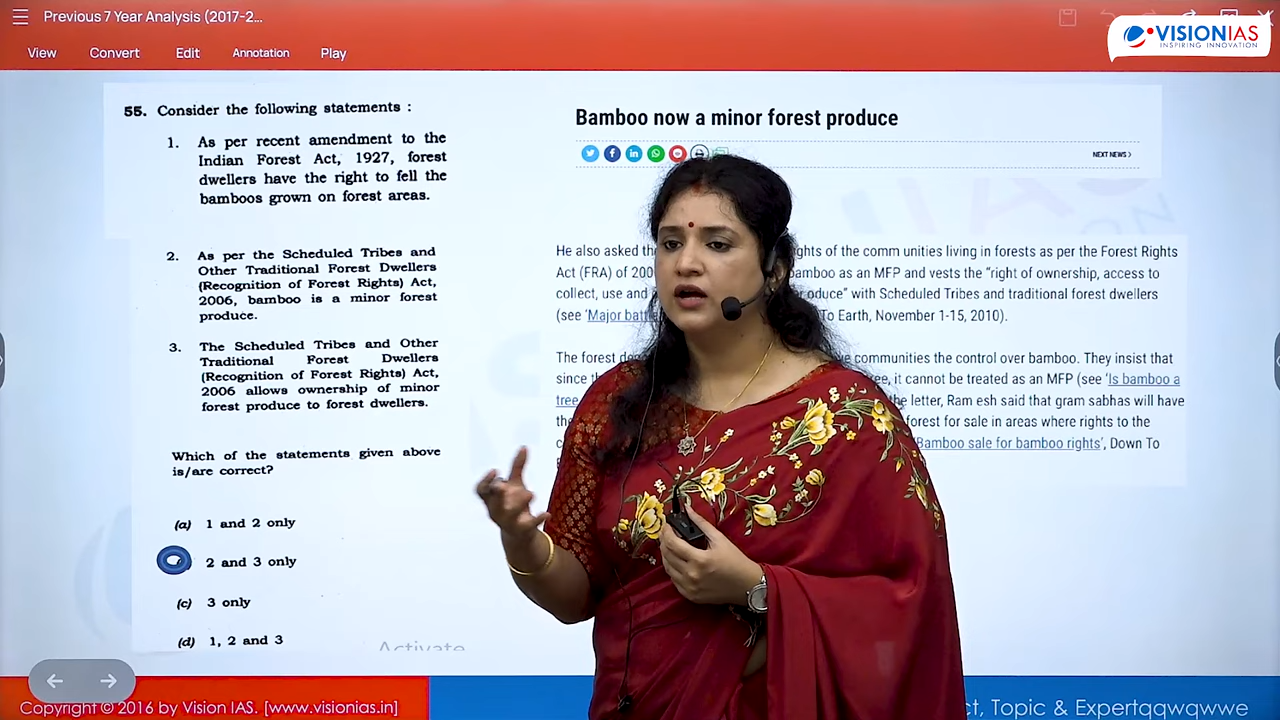 Previous 7 Year Analysis (2017-2...
VISIONIAS
INSPIRING INNOVATION
View Convert Edit Annotation Play
55. Consider the following statements :
1. As per recent amendment to the
Indian Forest Act, 1927, forest
dwellers have the right to fell the
bamboos grown on forest areas.
2. As per the Scheduled Tribes and
Other Traditional Forest Dwellers
(Recognition of Forest Rights) Act,
2006, bamboo is a minor forest
produce.
3. The Scheduled Tribes and Other
Traditional Forest Dwellers
(Recognition of Forest Rights) Act,
2006 allows ownership of minor
forest produce to forest dwellers.
Which of the statements given above
is/are correct?
(a) 1 and 2 only
2 and 3 only
(c) 3 only
(d) 1, 2 and 3
Bamboo now a minor forest produce
NEXT NEWS
He also asked the ghts of the comm unities living in forests as per the Forest Rights
Act (FRA) of 200 bamboo as an MFP and vests the “right of ownership, access to
collect, use and oduce” with Scheduled Tribes and traditional forest dwellers
(see ‘Major battl To Earth, November 1-15, 2010).
The forest de communities the control over bamboo. They insist that
since th ee, it cannot be treated as an MFP (see ‘Is bamboo a
tree the letter, Ram esh said that gram sabhas will have
the forest for sale in areas where rights to the
c Bamboo sale for bamboo rights’, Down To
Activate
Copyright © 2016 by Vision IAS. [www.visionias.in]
ct, Topic & Expertqqwqwwe